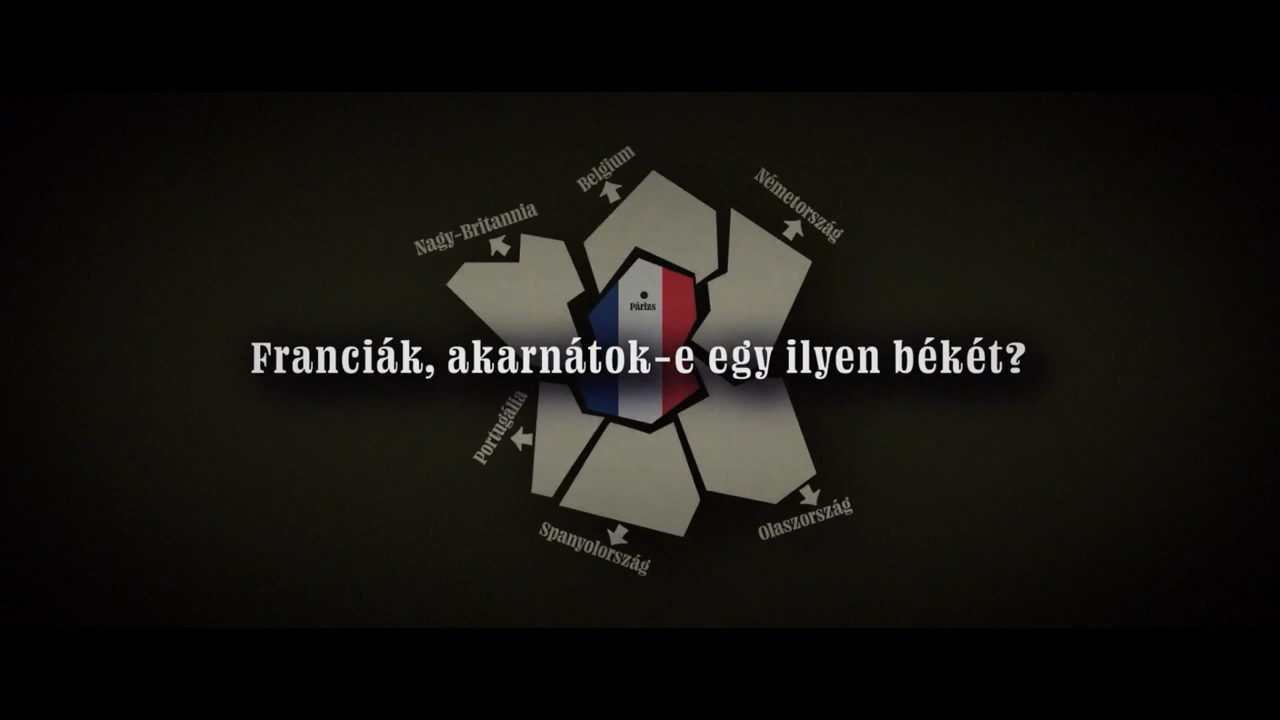 Belgium
Németország
Nagy-Britannia
Párizs
Franciák, akarnátok-e egy ilyen békét?
Portugália
Olaszország
Spanyolország